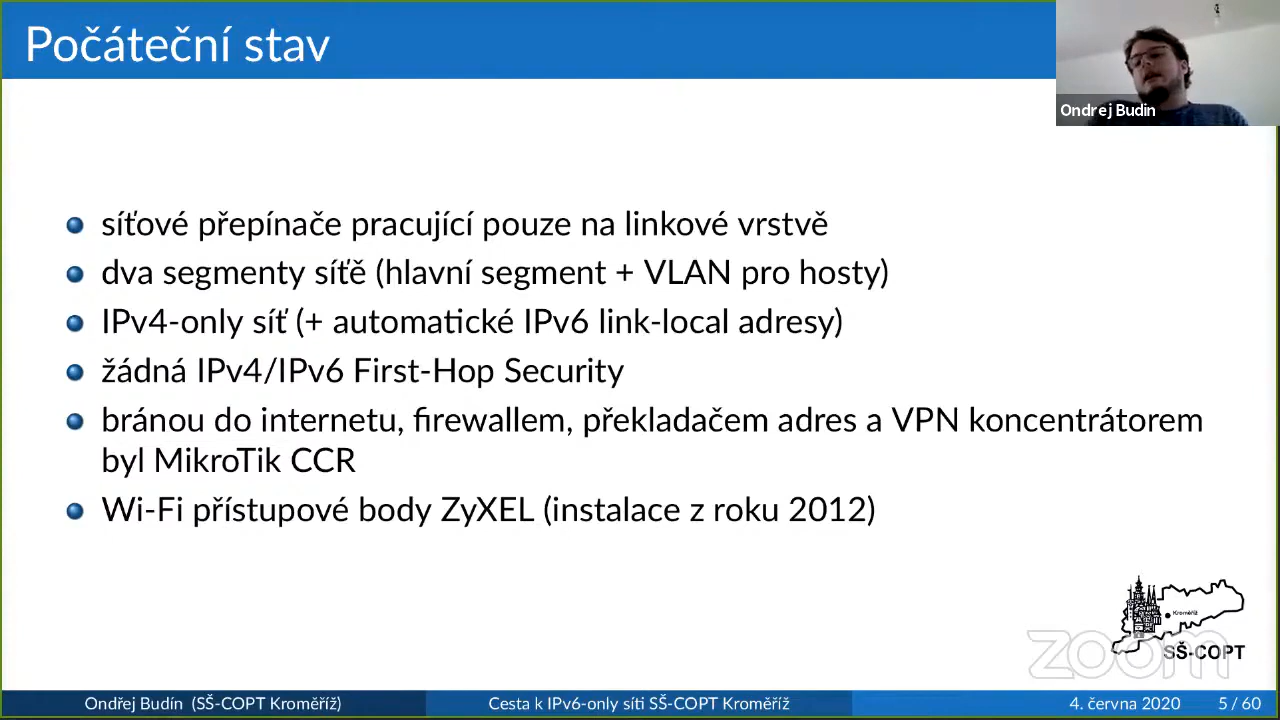 Počáteční stav
Ondrej Budin
síťové přepínače pracující pouze na linkové vrstvě
dva segmenty síťě (hlavní segment + VLAN pro hosty)
IPv4-only síť (+ automatické IPv6 link-local adresy)
žádná IPv4/IPv6 First-Hop Security
bránou do internetu, firewallem, překladačem adres a VPN koncentrátorem
byl MikroTik CCR
Wi-Fi přístupové body ZyXEL (instalace z roku 2012)
Kroměříž
zoom
SŠ-COPT
Ondřej Budín (SŠ-COPT Kroměříž)
Cesta k IPv6-only síti SŠ-COPT Kroměříž
4. června 2020
5 / 60